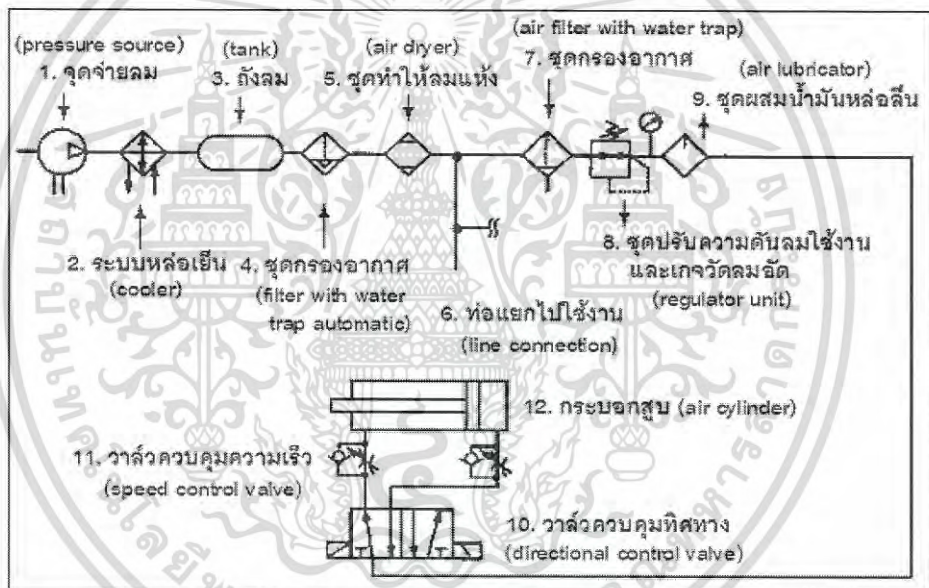 (pressure source)
1. จุดจ่ายลม
(tank)
3. ถังลม
(air dryer)
5. ชุดทำให้ลมแห้ง
(air filter with water trap)
7. ชุดกรองอากาศ
(air lubricator)
9. ชุดผสมน้ำมันหล่อลื่น
2. ระบบหล่อเย็น
(cooler)
4. ชุดกรองอากาศ
(filter with water
trap automatic)
6. ท่อแยกไปใช้งาน
(line connection)
8. ชุดปรับความดันลมใช้งาน
และเกจวัดลมอัด
(regulator unit)
12. กระบอกสูบ (air cylinder)
11. วาล์วควบคุมความเร็ว
(speed control valve)
10. วาล์วควบคุมทิศทาง
(directional control valve)